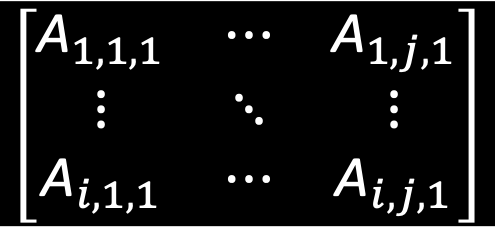 A1,1,1 ⋯ A1,j,1
⋮ ⋱ ⋮
Ai,1,1 ⋯ Ai,j,1